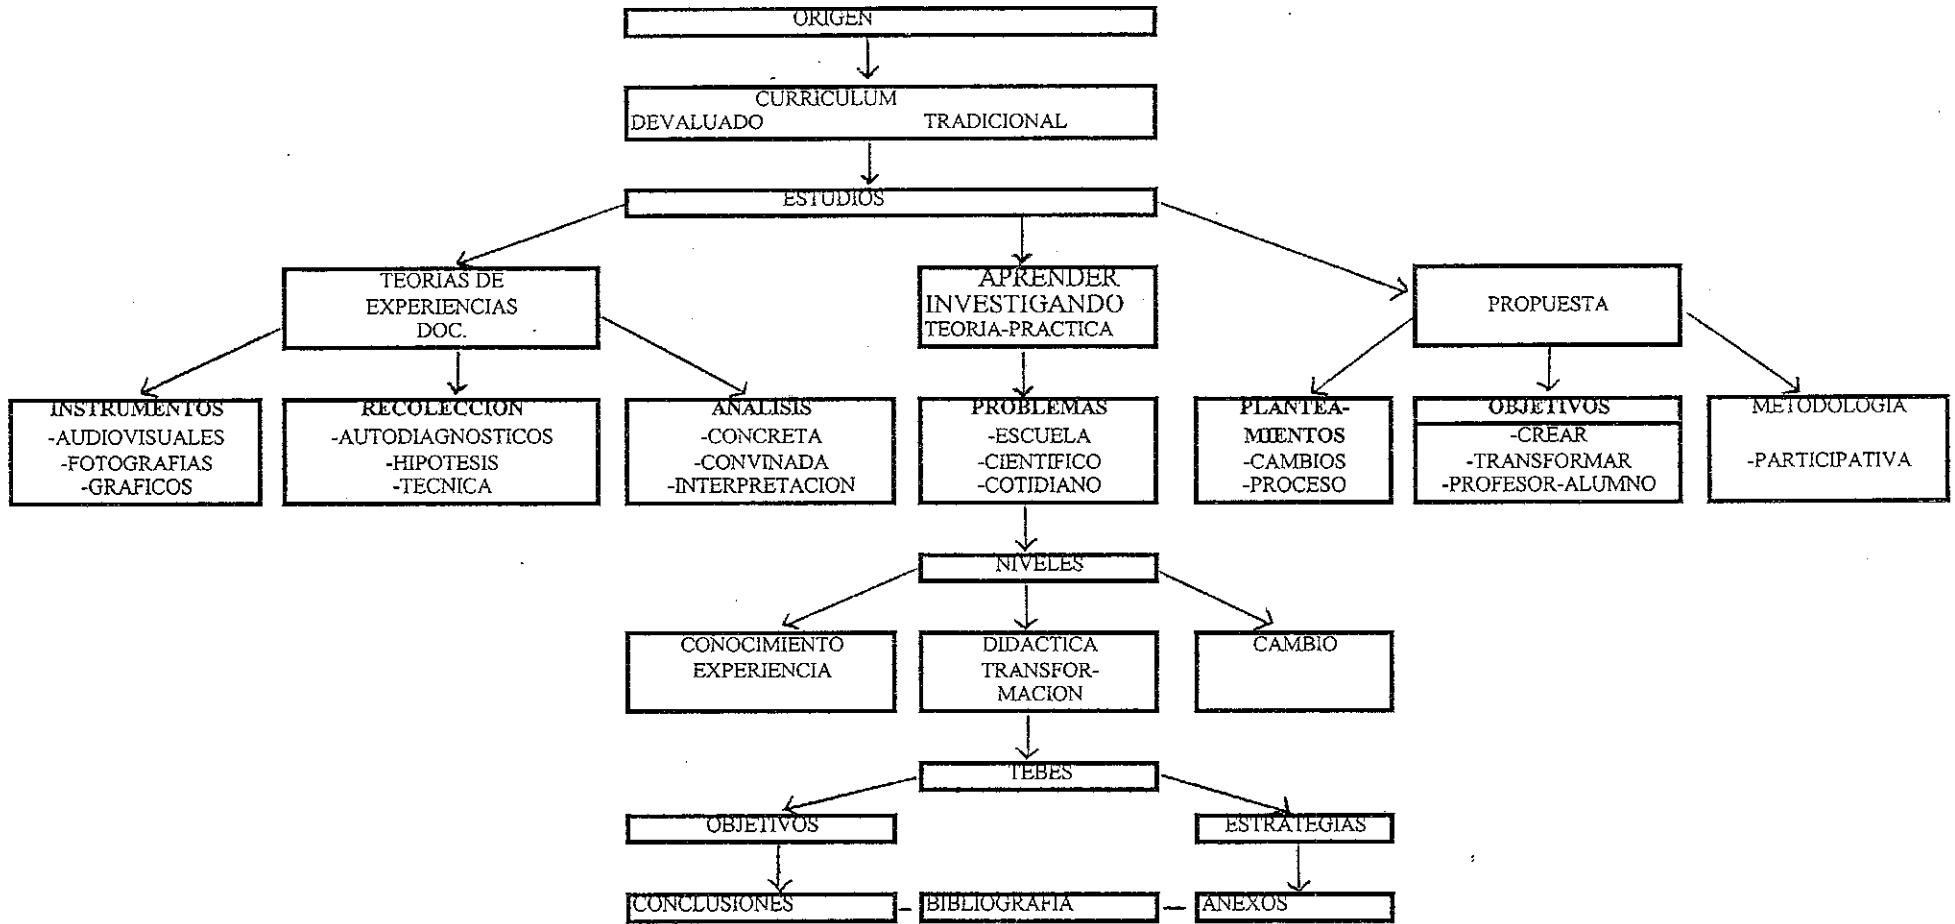 ORIGEN
CURRICULUM
DEVALUADO TRADICIONAL
ESTUDIOS
TEORIAS DE
EXPERIENCIAS
DOC.
APRENDER
INVESTIGANDO
TEORIA-PRACTICA
PROPUESTA
INSTRUMENTOS
-AUDIOVISUALES
-FOTOGRAFIAS
-GRAFICOS
RECOLECCION
-AUTODIAGNOSTICOS
-HIPOTESIS
-TECNICA
ANALISIS
-CONCRETA
-CONVINADA
-INTERPRETACION
PROBLEMAS
-ESCUELA
-CIENTIFICO
-COTIDIANO
PLANTEA-
MIENTOS
-CAMBIOS
-PROCESO
OBJETIVOS
-CREAR
-TRANSFORMAR
-PROFESOR-ALUMNO
METODOLOGIA
-PARTICIPATIVA
NIVELES
CONOCIMIENTO
EXPERIENCIA
DIDACTICA
TRANSFOR-
MACION
CAMBIO
TEBES
OBJETIVOS
ESTRATEGIAS
CONCLUSIONES - BIBLIOGRAFIA - ANEXOS